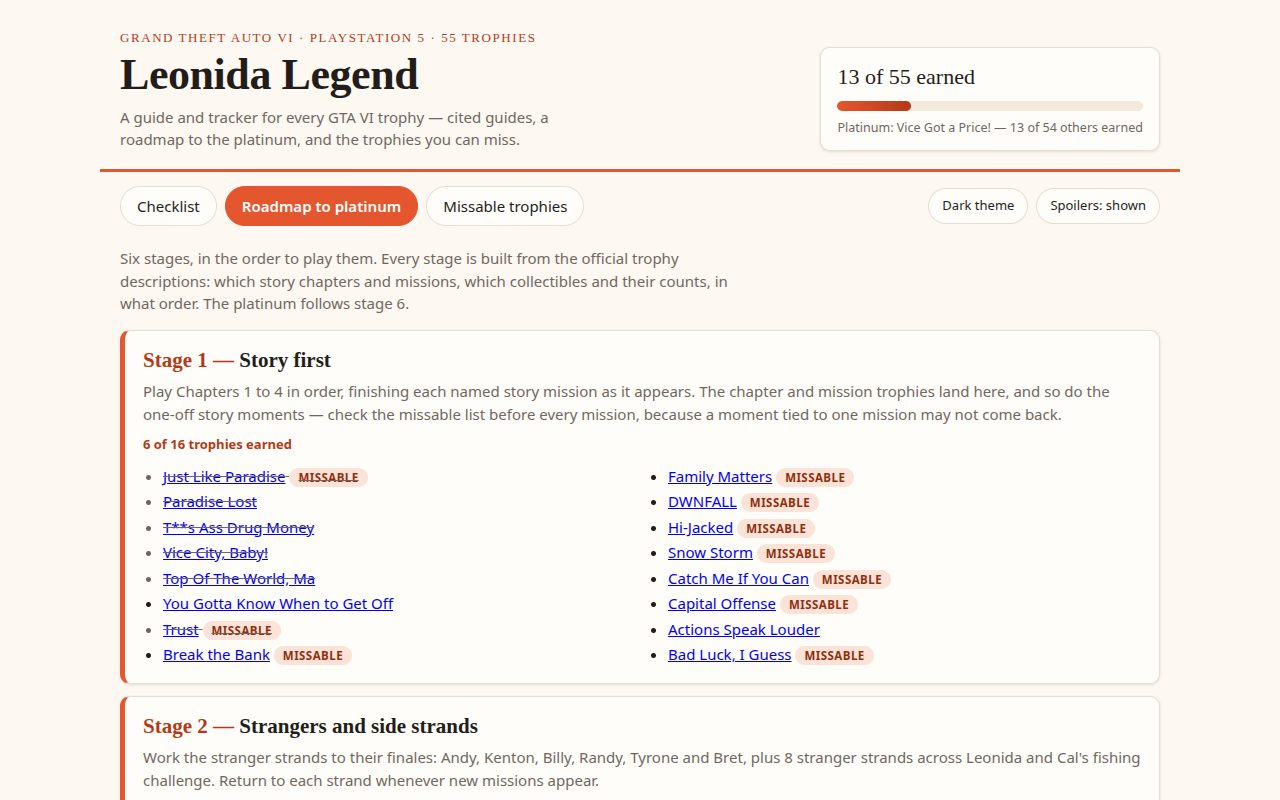 GRAND THEFT AUTO VI · PLAYSTATION 5 · 55 TROPHIES
Leonida Legend
A guide and tracker for every GTA VI trophy — cited guides, a
roadmap to the platinum, and the trophies you can miss.
13 of 55 earned
Platinum: Vice Got a Price! — 13 of 54 others earned
Checklist
Roadmap to platinum
Missable trophies
Dark theme
Spoilers: shown
Six stages, in the order to play them. Every stage is built from the official trophy
descriptions: which story chapters and missions, which collectibles and their counts, in
what order. The platinum follows stage 6.
Stage 1 — Story first
Play Chapters 1 to 4 in order, finishing each named story mission as it appears. The chapter and mission trophies land here, and so do the
one-off story moments — check the missable list before every mission, because a moment tied to one mission may not come back.
6 of 16 trophies earned
Just Like Paradise MISSABLE
Paradise Lost
T**s Ass Drug Money
Vice City, Baby!
Top Of The World, Ma
You Gotta Know When to Get Off
Trust MISSABLE
Break the Bank MISSABLE
Family Matters MISSABLE
DWNFALL MISSABLE
Hi-Jacked MISSABLE
Snow Storm MISSABLE
Catch Me If You Can MISSABLE
Capital Offense MISSABLE
Actions Speak Louder
Bad Luck, I Guess MISSABLE
Stage 2 — Strangers and side strands
Work the stranger strands to their finales: Andy, Kenton, Billy, Randy, Tyrone and Bret, plus 8 stranger strands across Leonida and Cal's fishing
challenge. Return to each strand whenever new missions appear.